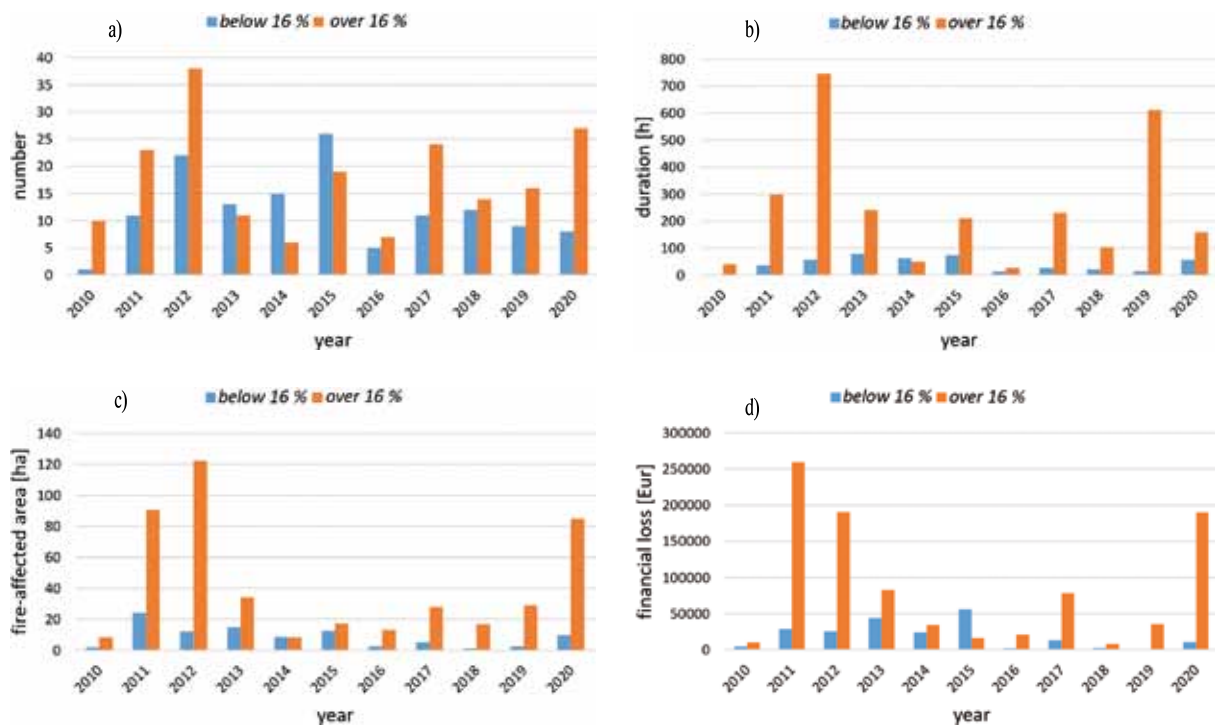 a) below 16 % over 16 %
40
35
30
25
20
15
10
5
0
number
2010 2011 2012 2013 2014 2015 2016 2017 2018 2019 2020
year
b) below 16 % over 16 %
800
700
600
500
400
300
200
100
0
duration [h]
2010 2011 2012 2013 2014 2015 2016 2017 2018 2019 2020
year
c) below 16 % over 16 %
140
120
100
80
60
40
20
0
fire-affected area [ha]
2010 2011 2012 2013 2014 2015 2016 2017 2018 2019 2020
year
d) below 16 % over 16 %
300000
250000
200000
150000
100000
50000
0
financial loss [Eur]
2010 2011 2012 2013 2014 2015 2016 2017 2018 2019 2020
year